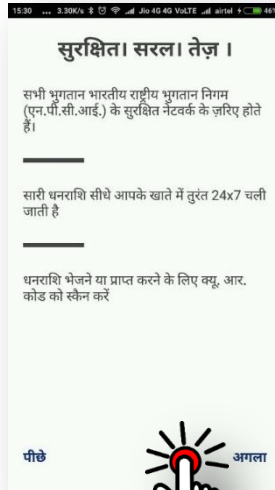 15:30 ... 3.30K/s Jio 4G 4G VoLTE airtel 46%
सुरक्षित। सरल। तेज़ ।
सभी भुगतान भारतीय राष्ट्रीय भुगतान निगम
(एन.पी.सी.आई.) के सुरक्षित नेटवर्क के ज़रिए होते
हैं।
सारी धनराशि सीधे आपके खाते में तुरंत 24x7 चली
जाती है
धनराशि भेजने या प्राप्त करने के लिए क्यू. आर.
कोड को स्कैन करें
पीछे अगला